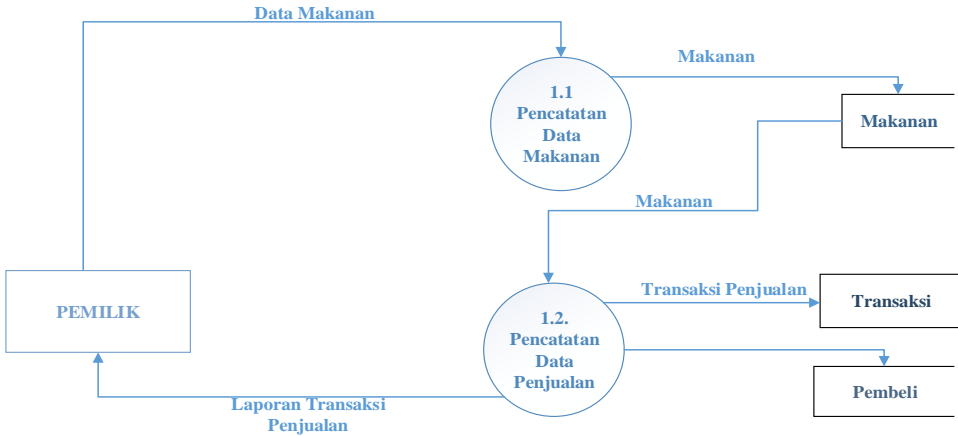 Data Makanan
Makanan
1.1
Pencatatan
Data
Makanan
Makanan
Makanan
PEMILIK
Transaksi Penjualan
Transaksi
1.2.
Pencatatan
Data
Penjualan
Pembeli
Laporan Transaksi
Penjualan